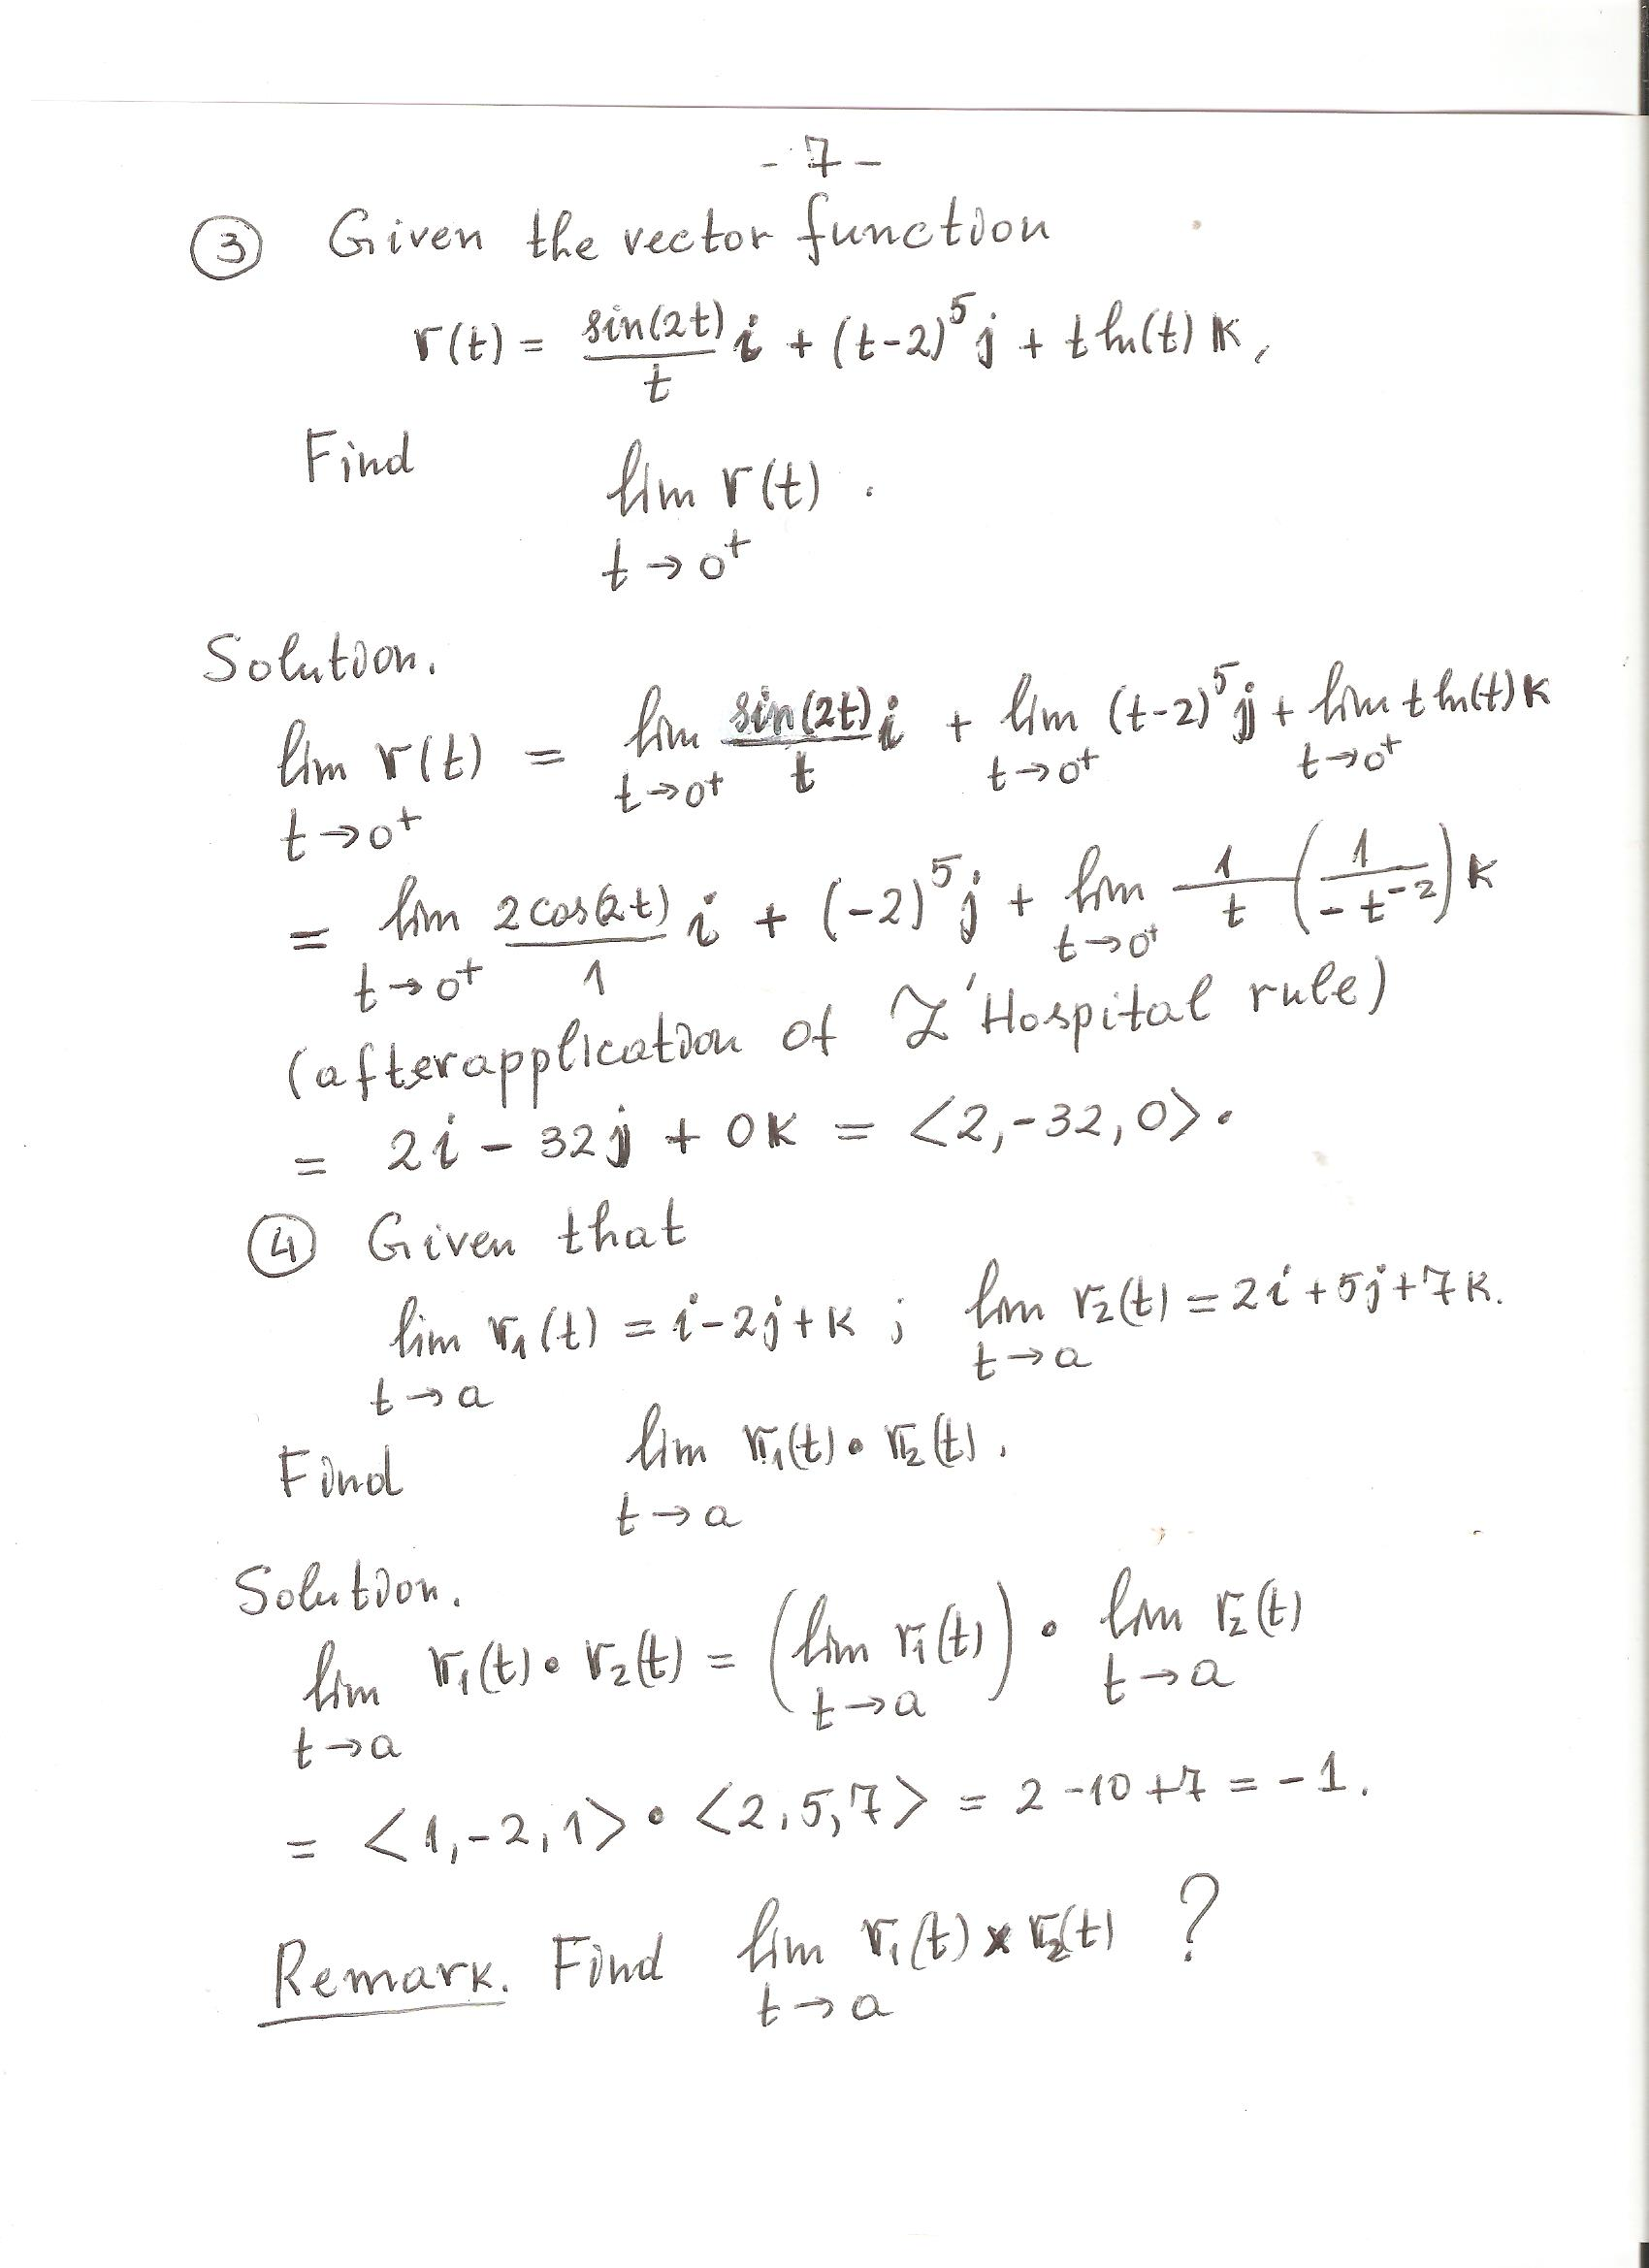 - 7 -
③ Given the vector function
r(t) = sin(2t)/t i + (t-2)⁵ j + t ln(t) k,
Find lim r(t).
t → 0⁺
Solution.
lim r(t) = lim sin(2t)/t i + lim (t-2)⁵ j + lim t ln(t) k
t → 0⁺ t → 0⁺ t → 0⁺ t → 0⁺
= lim 2cos(2t)/1 i + (-2)⁵ j + lim 1/t (1/-t⁻²) k
t → 0⁺ t → 0⁺
(after application of L'Hospital rule)
= 2i - 32j + 0k = <2,-32,0>.
④ Given that
lim r₁(t) = i-2j+k ; lim r₂(t) = 2i+5j+7k.
t → a t → a
Find lim r₁(t) • r₂(t).
t → a
Solution.
lim r₁(t) • r₂(t) = (lim r₁(t)) • lim r₂(t)
t → a t → a t → a
= <1,-2,1> • <2,5,7> = 2-10+7 = -1.
Remark. Find lim r₁(t) × r₂(t) ?
t → a